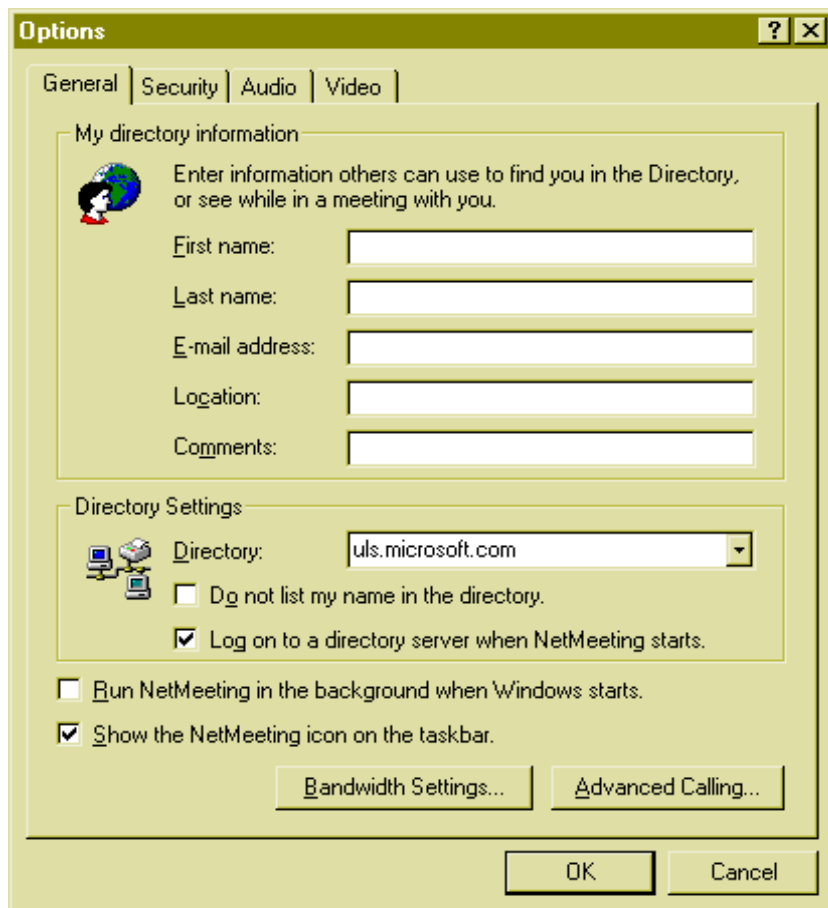 Options
General Security Audio Video
My directory information
Enter information others can use to find you in the Directory,
or see while in a meeting with you.
First name:
Last name:
E-mail address:
Location:
Comments:
Directory Settings
Directory: uls.microsoft.com
Do not list my name in the directory.
Log on to a directory server when NetMeeting starts.
Run NetMeeting in the background when Windows starts.
Show the NetMeeting icon on the taskbar.
Bandwidth Settings... Advanced Calling...
OK Cancel